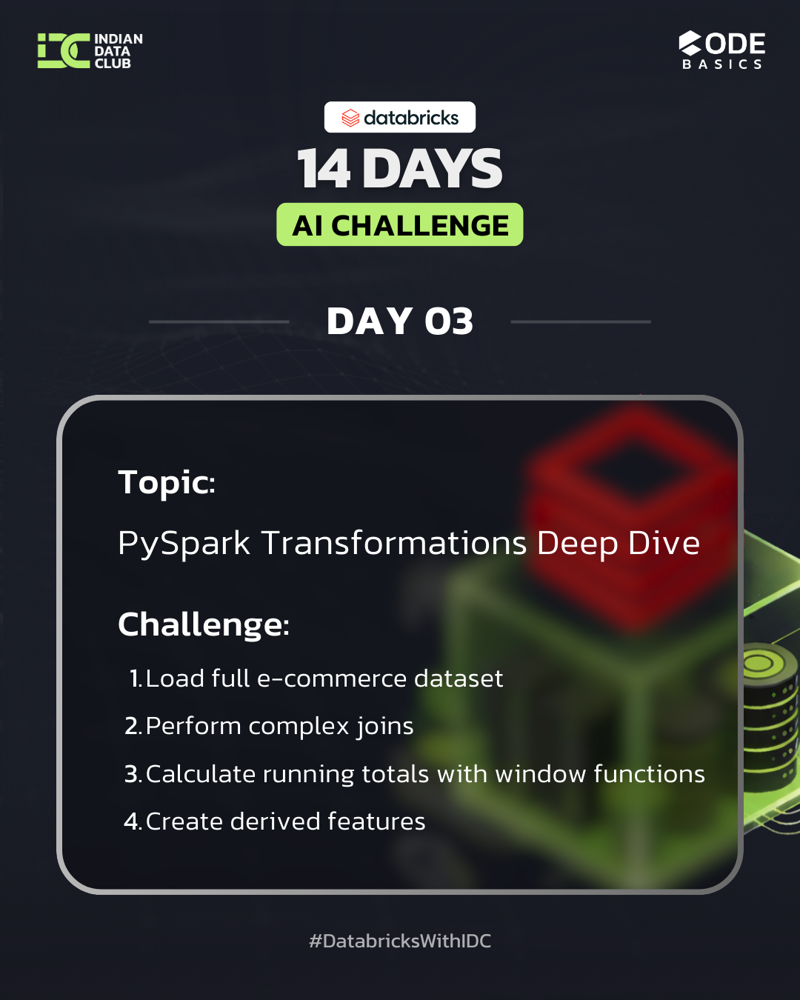 INDIAN
DATA
CLUB
CODE
BASICS
databricks
14 DAYS
AI CHALLENGE
DAY 03
Topic:
PySpark Transformations Deep Dive
Challenge:
1. Load full e-commerce dataset
2. Perform complex joins
3. Calculate running totals with window functions
4. Create derived features
#DatabricksWithIDC